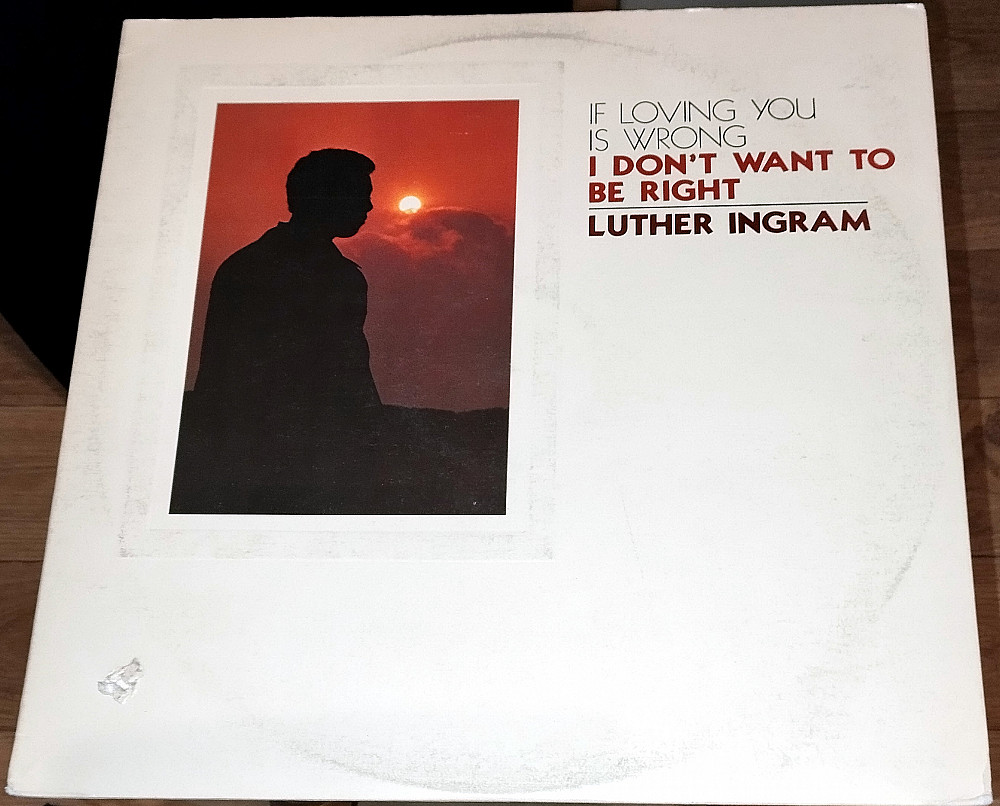 IF LOVING YOU
IS WRONG
I DON'T WANT TO
BE RIGHT
LUTHER INGRAM